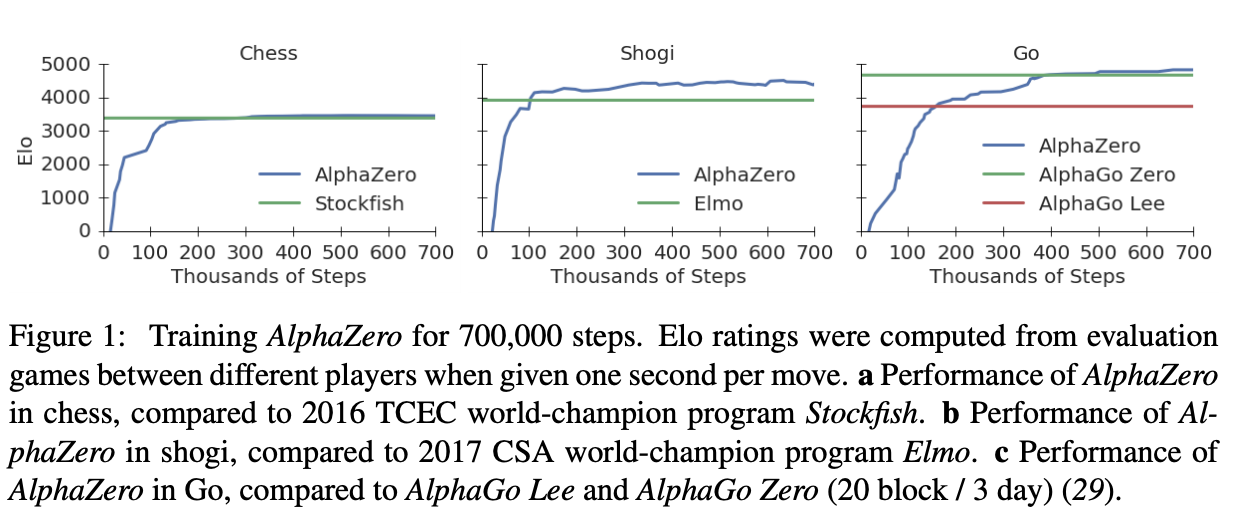 Chess Shogi Go
5000
4000
3000
2000
1000
0
Elo
AlphaZero
Stockfish
0 100 200 300 400 500 600 700
Thousands of Steps
AlphaZero
Elmo
0 100 200 300 400 500 600 700
Thousands of Steps
AlphaZero
AlphaGo Zero
AlphaGo Lee
0 100 200 300 400 500 600 700
Thousands of Steps
Figure 1: Training AlphaZero for 700,000 steps. Elo ratings were computed from evaluation
games between different players when given one second per move. a Performance of AlphaZero
in chess, compared to 2016 TCEC world-champion program Stockfish. b Performance of Al-
phaZero in shogi, compared to 2017 CSA world-champion program Elmo. c Performance of
AlphaZero in Go, compared to AlphaGo Lee and AlphaGo Zero (20 block / 3 day) (29).